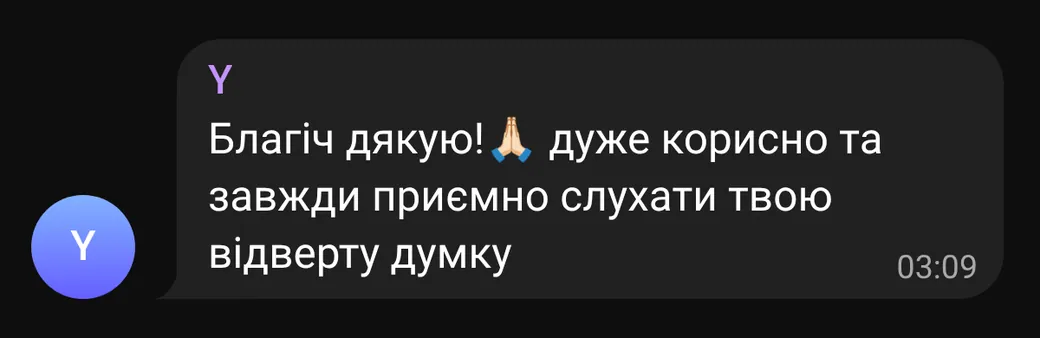 Y
Благіч дякую!🙏🏻 дуже корисно та
завжди приємно слухати твою
відверту думку
03:09
Y